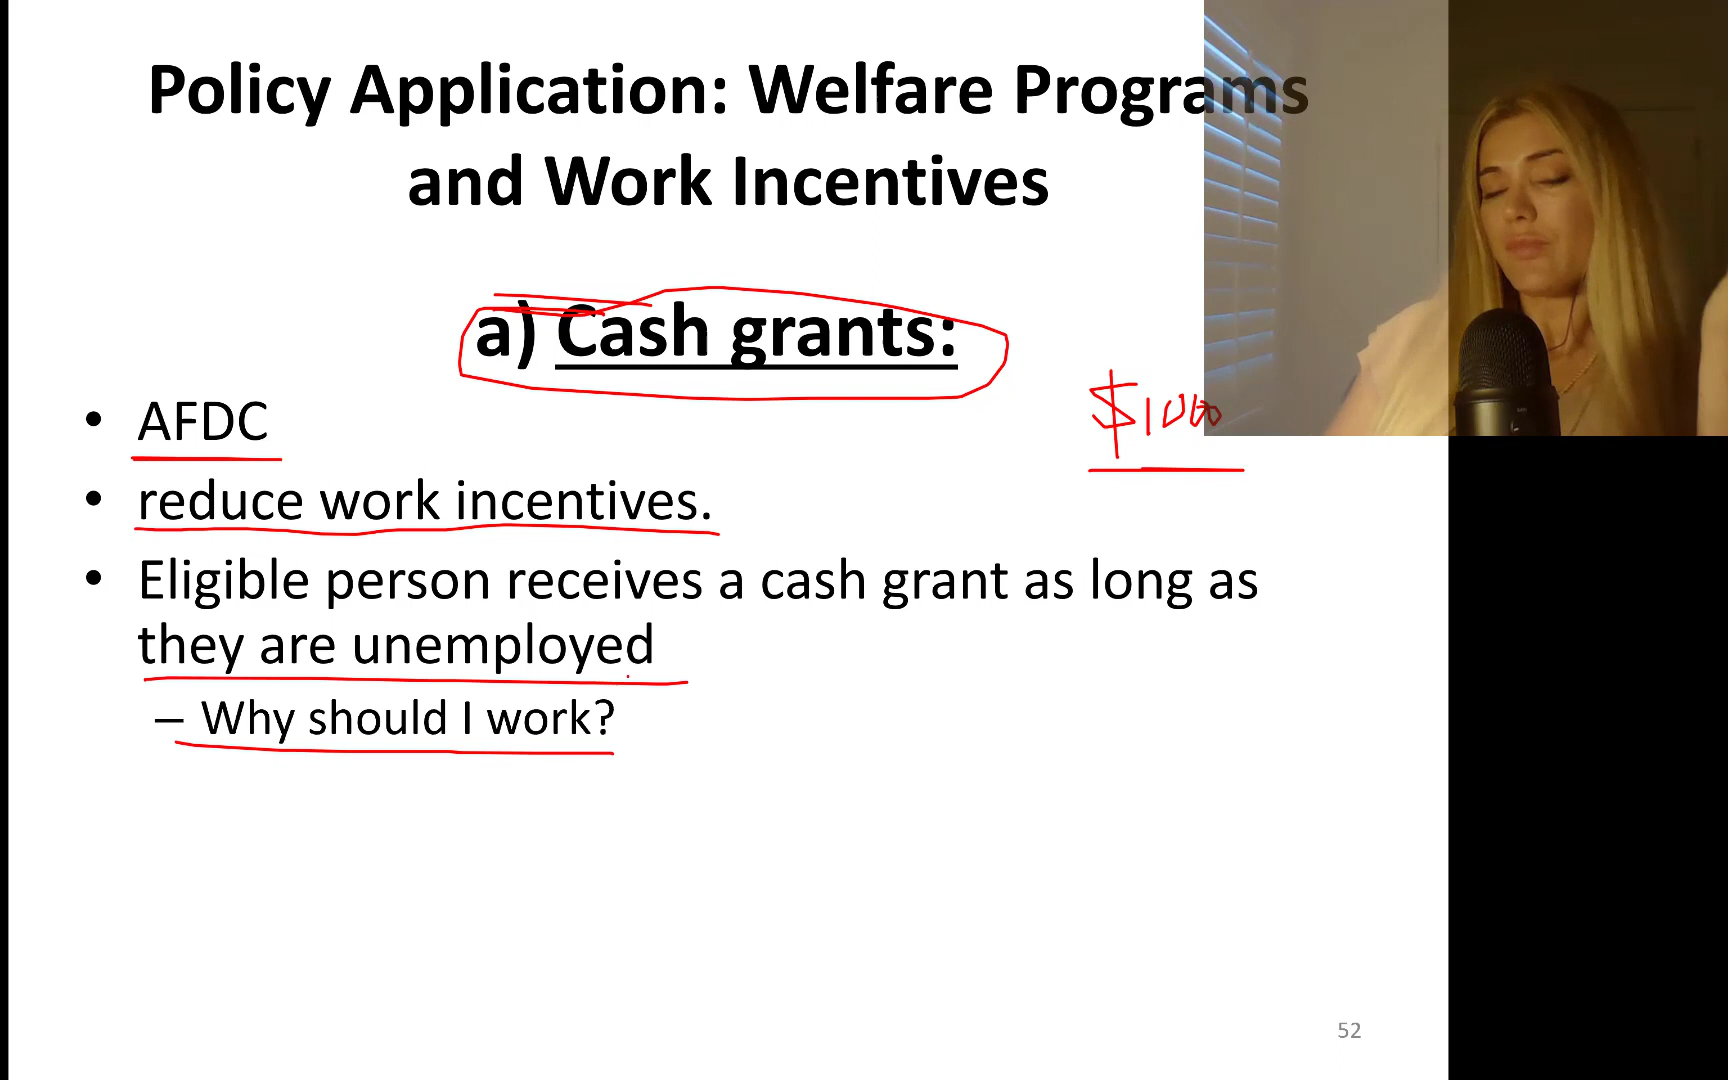 Policy Application: Welfare Programs
and Work Incentives
a) Cash grants:
$1000
• AFDC
• reduce work incentives.
• Eligible person receives a cash grant as long as
they are unemployed
– Why should I work?
52